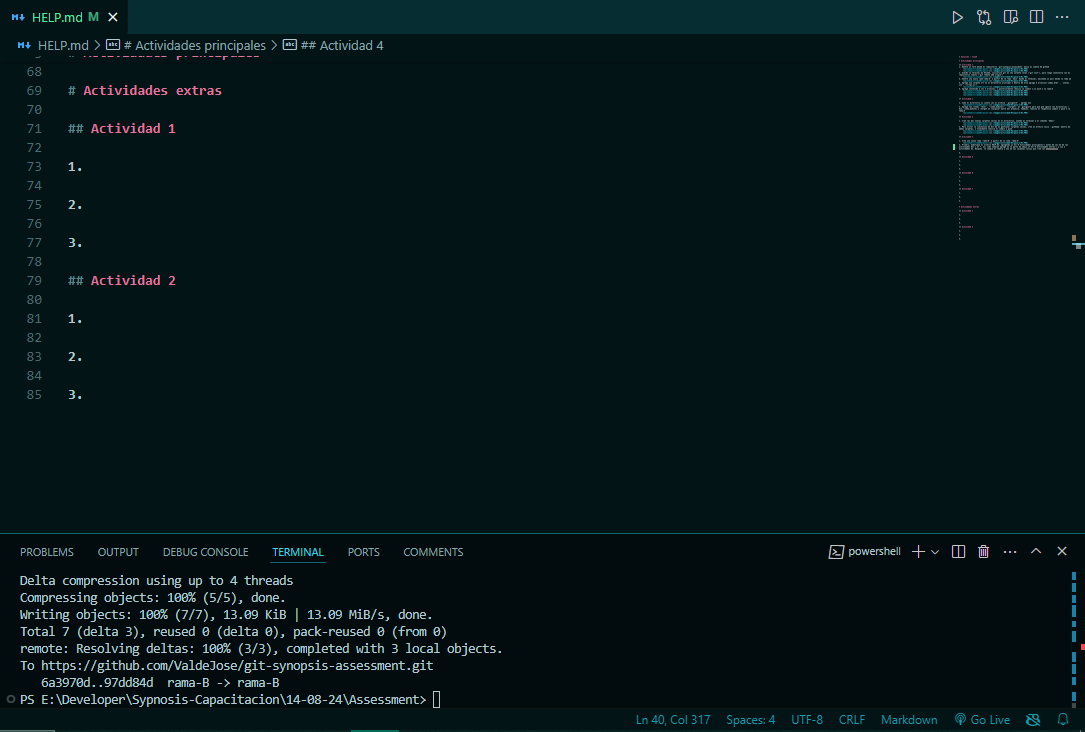 HELP.md M
HELP.md > # Actividades principales > ## Actividad 4
68
69 # Actividades extras
70
71 ## Actividad 1
72
73 1.
74
75 2.
76
77 3.
78
79 ## Actividad 2
80
81 1.
82
83 2.
84
85 3.
PROBLEMS OUTPUT DEBUG CONSOLE TERMINAL PORTS COMMENTS powershell
Delta compression using up to 4 threads
Compressing objects: 100% (5/5), done.
Writing objects: 100% (7/7), 13.09 KiB | 13.09 MiB/s, done.
Total 7 (delta 3), reused 0 (delta 0), pack-reused 0 (from 0)
remote: Resolving deltas: 100% (3/3), completed with 3 local objects.
To https://github.com/ValdeJose/git-synopsis-assessment.git
6a3970d..97dd84d rama-B -> rama-B
PS E:\Developer\Sypnosis-Capacitacion\14-08-24\Assessment>
Ln 40, Col 317 Spaces: 4 UTF-8 CRLF Markdown Go Live